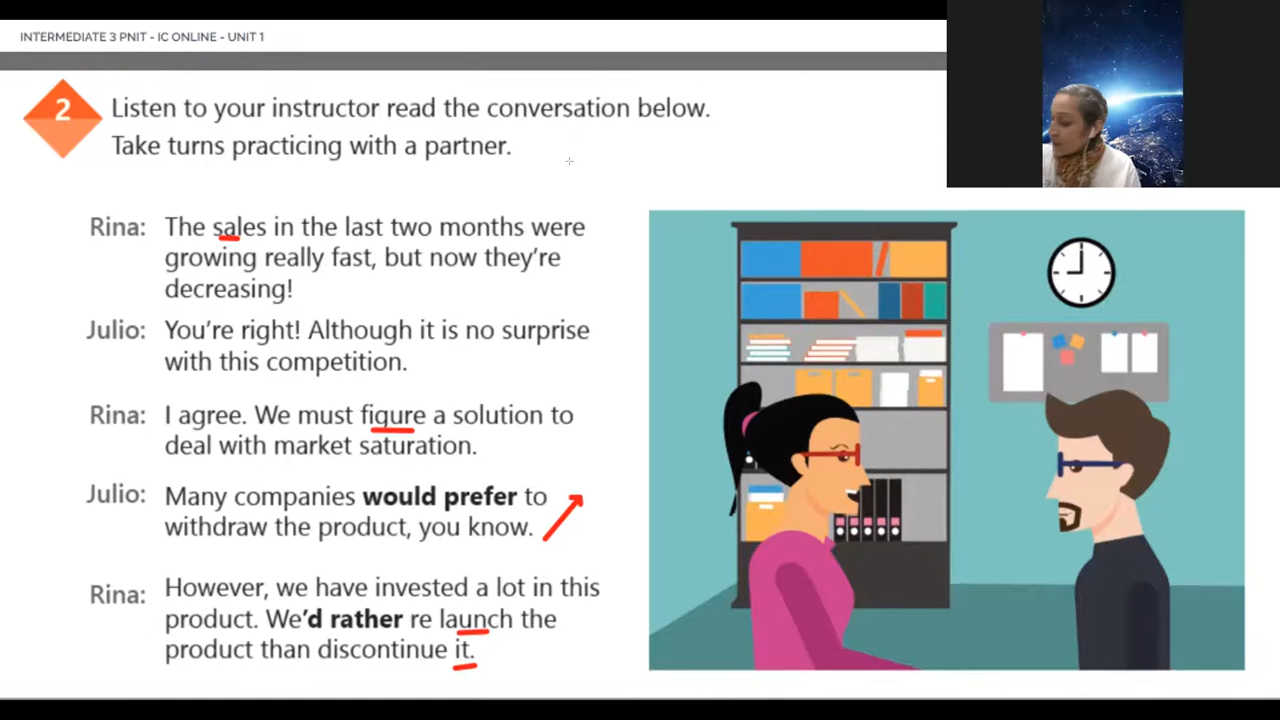 INTERMEDIATE 3 PNIT - IC ONLINE - UNIT 1
2
Listen to your instructor read the conversation below.
Take turns practicing with a partner.
Rina: The sales in the last two months were
growing really fast, but now they're
decreasing!
Julio: You're right! Although it is no surprise
with this competition.
Rina: I agree. We must figure a solution to
deal with market saturation.
Julio: Many companies would prefer to
withdraw the product, you know.
Rina: However, we have invested a lot in this
product. We'd rather re launch the
product than discontinue it.